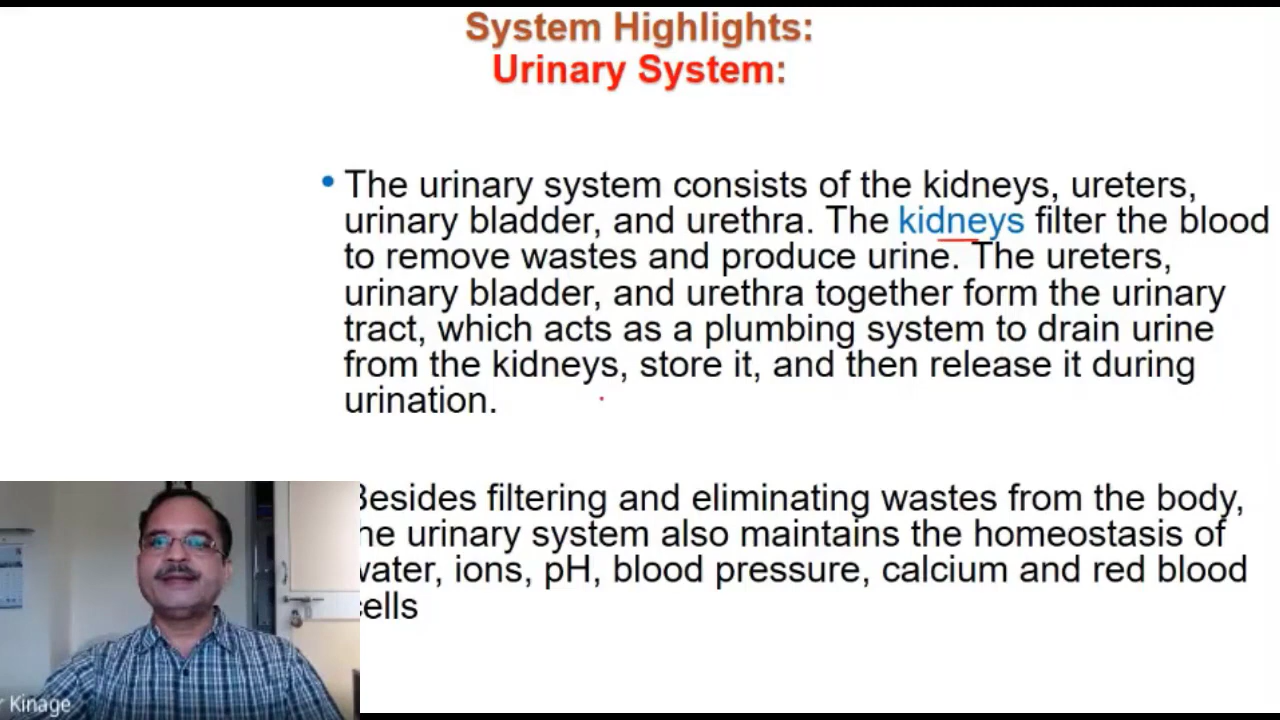 System Highlights:
Urinary System:
• The urinary system consists of the kidneys, ureters,
urinary bladder, and urethra. The kidneys filter the blood
to remove wastes and produce urine. The ureters,
urinary bladder, and urethra together form the urinary
tract, which acts as a plumbing system to drain urine
from the kidneys, store it, and then release it during
urination.
Besides filtering and eliminating wastes from the body,
he urinary system also maintains the homeostasis of
water, ions, pH, blood pressure, calcium and red blood
cells
r Kinage